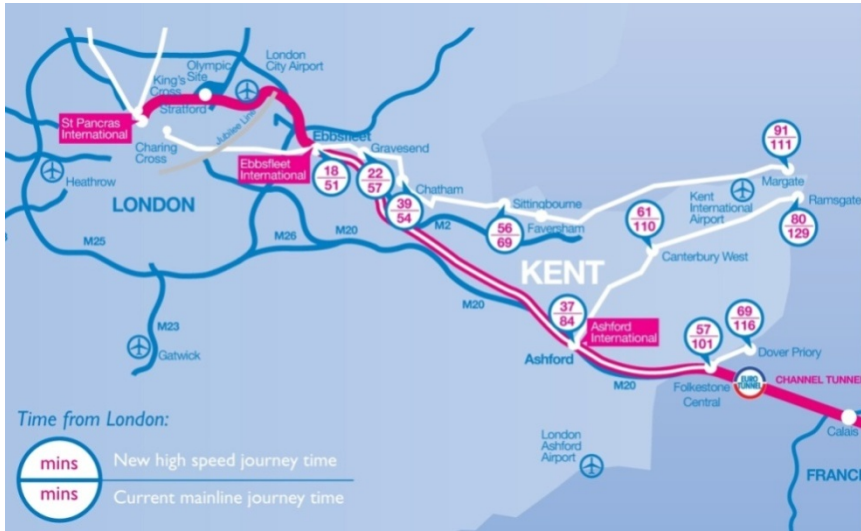 London
City Airport
Olympic
Site
King's
Cross
Stratford
St Pancras
International
Jubilee Line
Charing
Cross
Ebbsfleet
Ebbsfleet
International
Gravesend
18
51
22
57
39
54
Chatham
Heathrow
LONDON
M25
M26
M20
M2
Sittingbourne
Faversham
56
69
91
111
Margate
Kent
International
Airport
Ramsgate
80
129
61
110
Canterbury West
KENT
M20
M23
Gatwick
37
84
Ashford
International
Ashford
M20
57
101
69
116
Dover Priory
Folkestone
Central
EURO
TUNNEL
CHANNEL TUNNE
Calais
FRANC
London
Ashford
Airport
Time from London:
mins
New high speed journey time
mins
Current mainline journey time